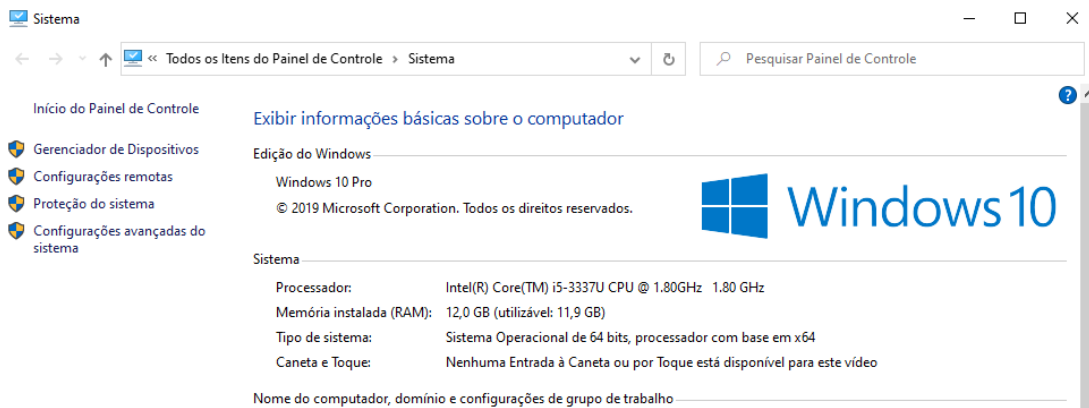 Sistema
« Todos os Itens do Painel de Controle > Sistema
Pesquisar Painel de Controle
Início do Painel de Controle
Gerenciador de Dispositivos
Configurações remotas
Proteção do sistema
Configurações avançadas do
sistema
?
Exibir informações básicas sobre o computador
Edição do Windows
Windows 10 Pro
© 2019 Microsoft Corporation. Todos os direitos reservados.
Windows 10
Sistema
Processador: Intel(R) Core(TM) i5-3337U CPU @ 1.80GHz 1.80 GHz
Memória instalada (RAM): 12,0 GB (utilizável: 11,9 GB)
Tipo de sistema: Sistema Operacional de 64 bits, processador com base em x64
Caneta e Toque: Nenhuma Entrada à Caneta ou por Toque está disponível para este vídeo
Nome do computador, domínio e configurações de grupo de trabalho